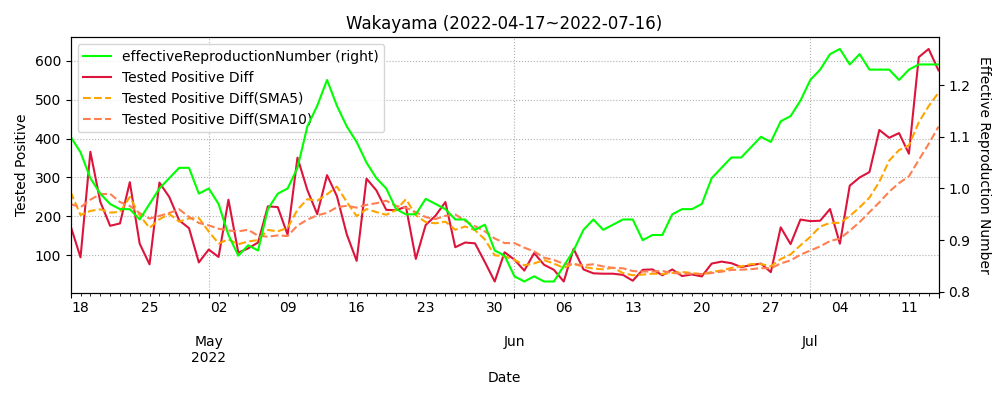 Wakayama (2022-04-17~2022-07-16)
effectiveReproductionNumber (right)
Tested Positive Diff
Tested Positive Diff(SMA5)
Tested Positive Diff(SMA10)
Tested Positive
600
500
400
300
200
100
Effective Reproduction Number
1.2
1.1
1.0
0.9
0.8
18 25 02 09 16 23 30 06 13 20 27 04 11
May Jun Jul
2022
Date